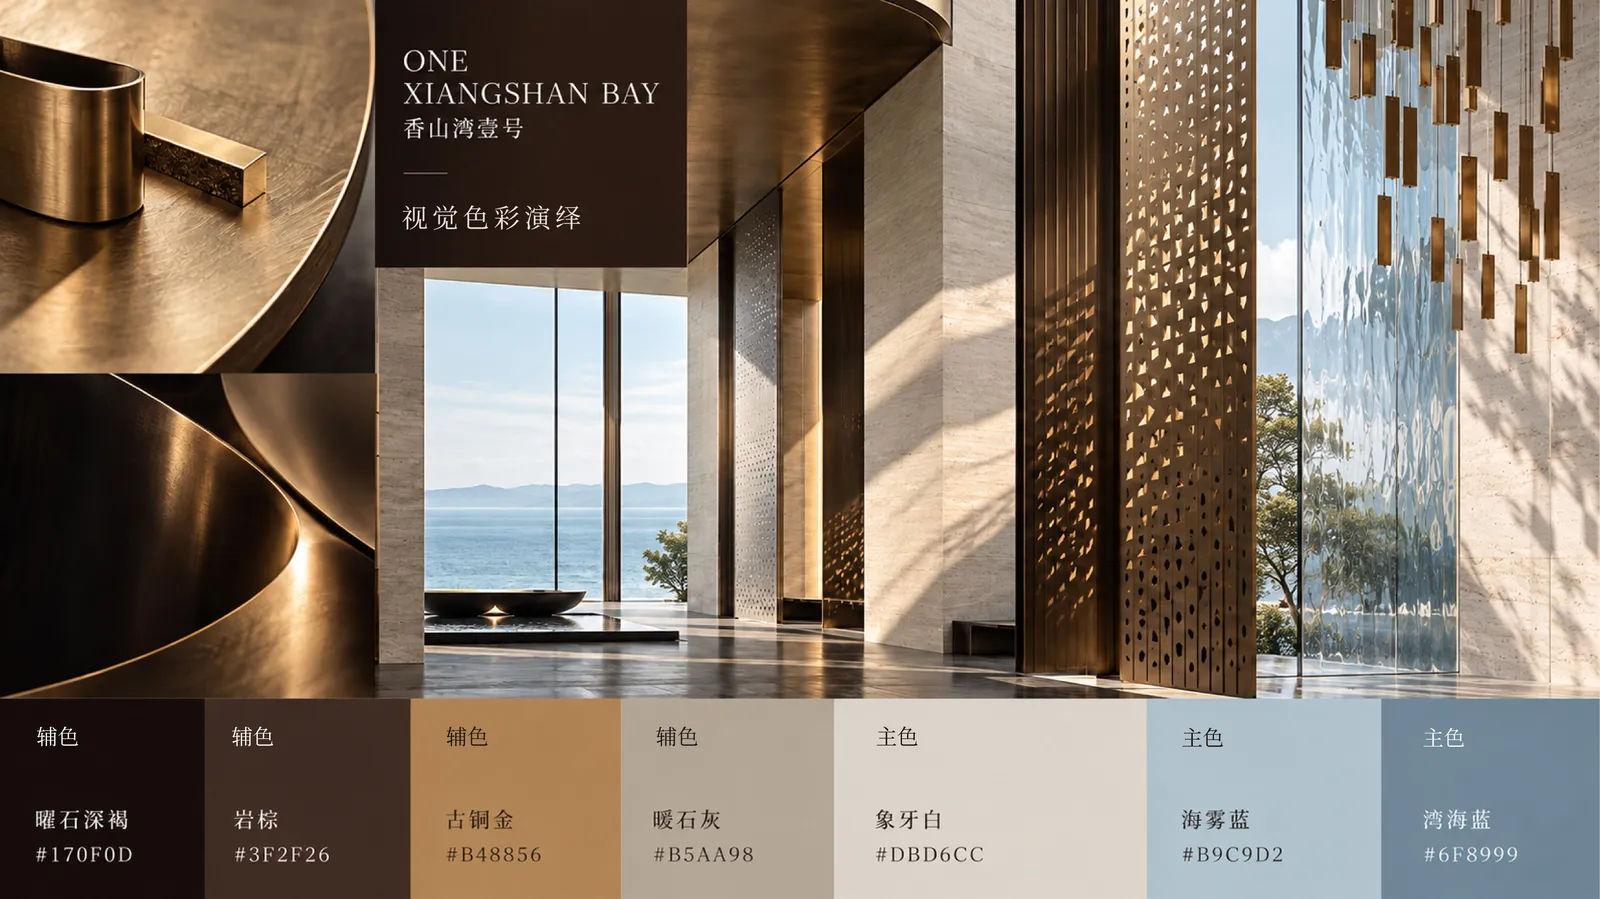 ONE
XIANGSHAN BAY
香山湾壹号
视觉色彩演绎
辅色
曜石深褐
#170F0D
辅色
岩棕
#3F2F26
辅色
古铜金
#B48856
辅色
暖石灰
#B5AA98
主色
象牙白
#DBD6CC
主色
海雾蓝
#B9C9D2
主色
湾海蓝
#6F8999